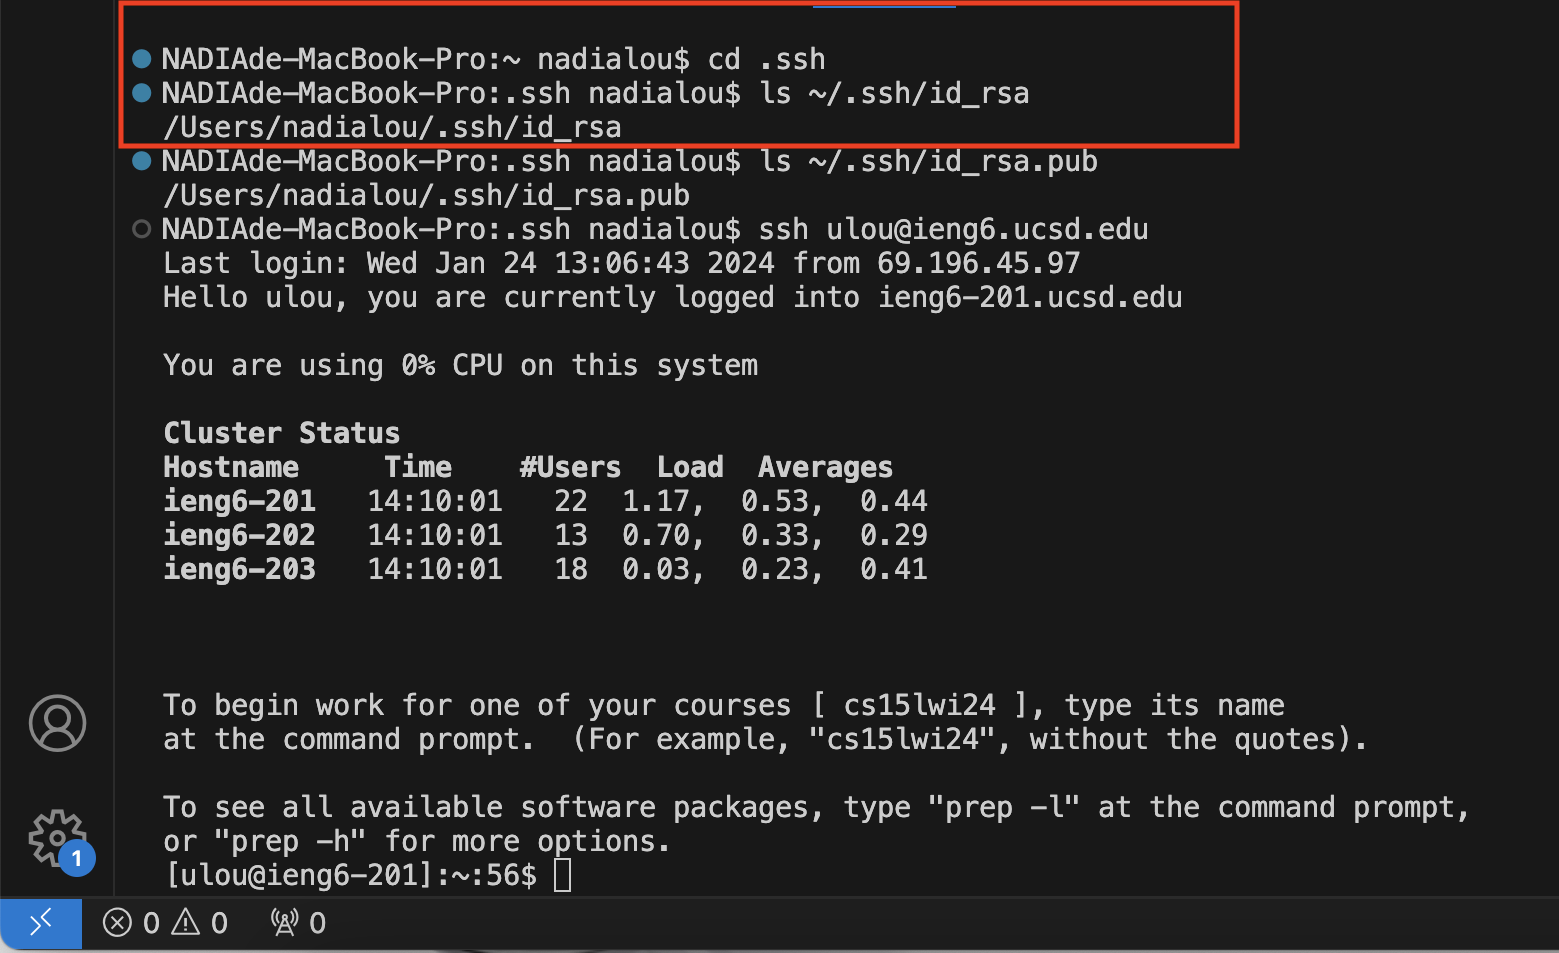 NADIAde-MacBook-Pro:~ nadialou$ cd .ssh
NADIAde-MacBook-Pro:.ssh nadialou$ ls ~/.ssh/id_rsa
/Users/nadialou/.ssh/id_rsa
NADIAde-MacBook-Pro:.ssh nadialou$ ls ~/.ssh/id_rsa.pub
/Users/nadialou/.ssh/id_rsa.pub
NADIAde-MacBook-Pro:.ssh nadialou$ ssh ulou@ieng6.ucsd.edu
Last login: Wed Jan 24 13:06:43 2024 from 69.196.45.97
Hello ulou, you are currently logged into ieng6-201.ucsd.edu
You are using 0% CPU on this system
Cluster Status
Hostname     Time    #Users  Load  Averages
ieng6-201   14:10:01   22  1.17,  0.53,  0.44
ieng6-202   14:10:01   13  0.70,  0.33,  0.29
ieng6-203   14:10:01   18  0.03,  0.23,  0.41
To begin work for one of your courses [ cs15lwi24 ], type its name
at the command prompt.  (For example, "cs15lwi24", without the quotes).
To see all available software packages, type "prep -l" at the command prompt,
or "prep -h" for more options.
[ulou@ieng6-201]:~:56$
1
0 0 0